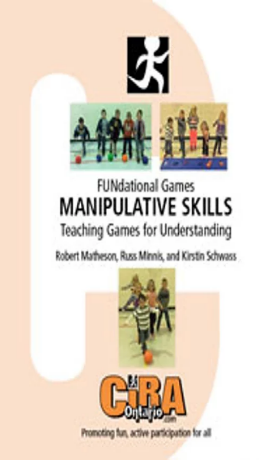 FUNdational Games
MANIPULATIVE SKILLS
Teaching Games for Understanding
Robert Matheson, Russ Minnis, and Kirstin Schwass
CIRA
Ontario
.com
Promoting fun, active participation for all